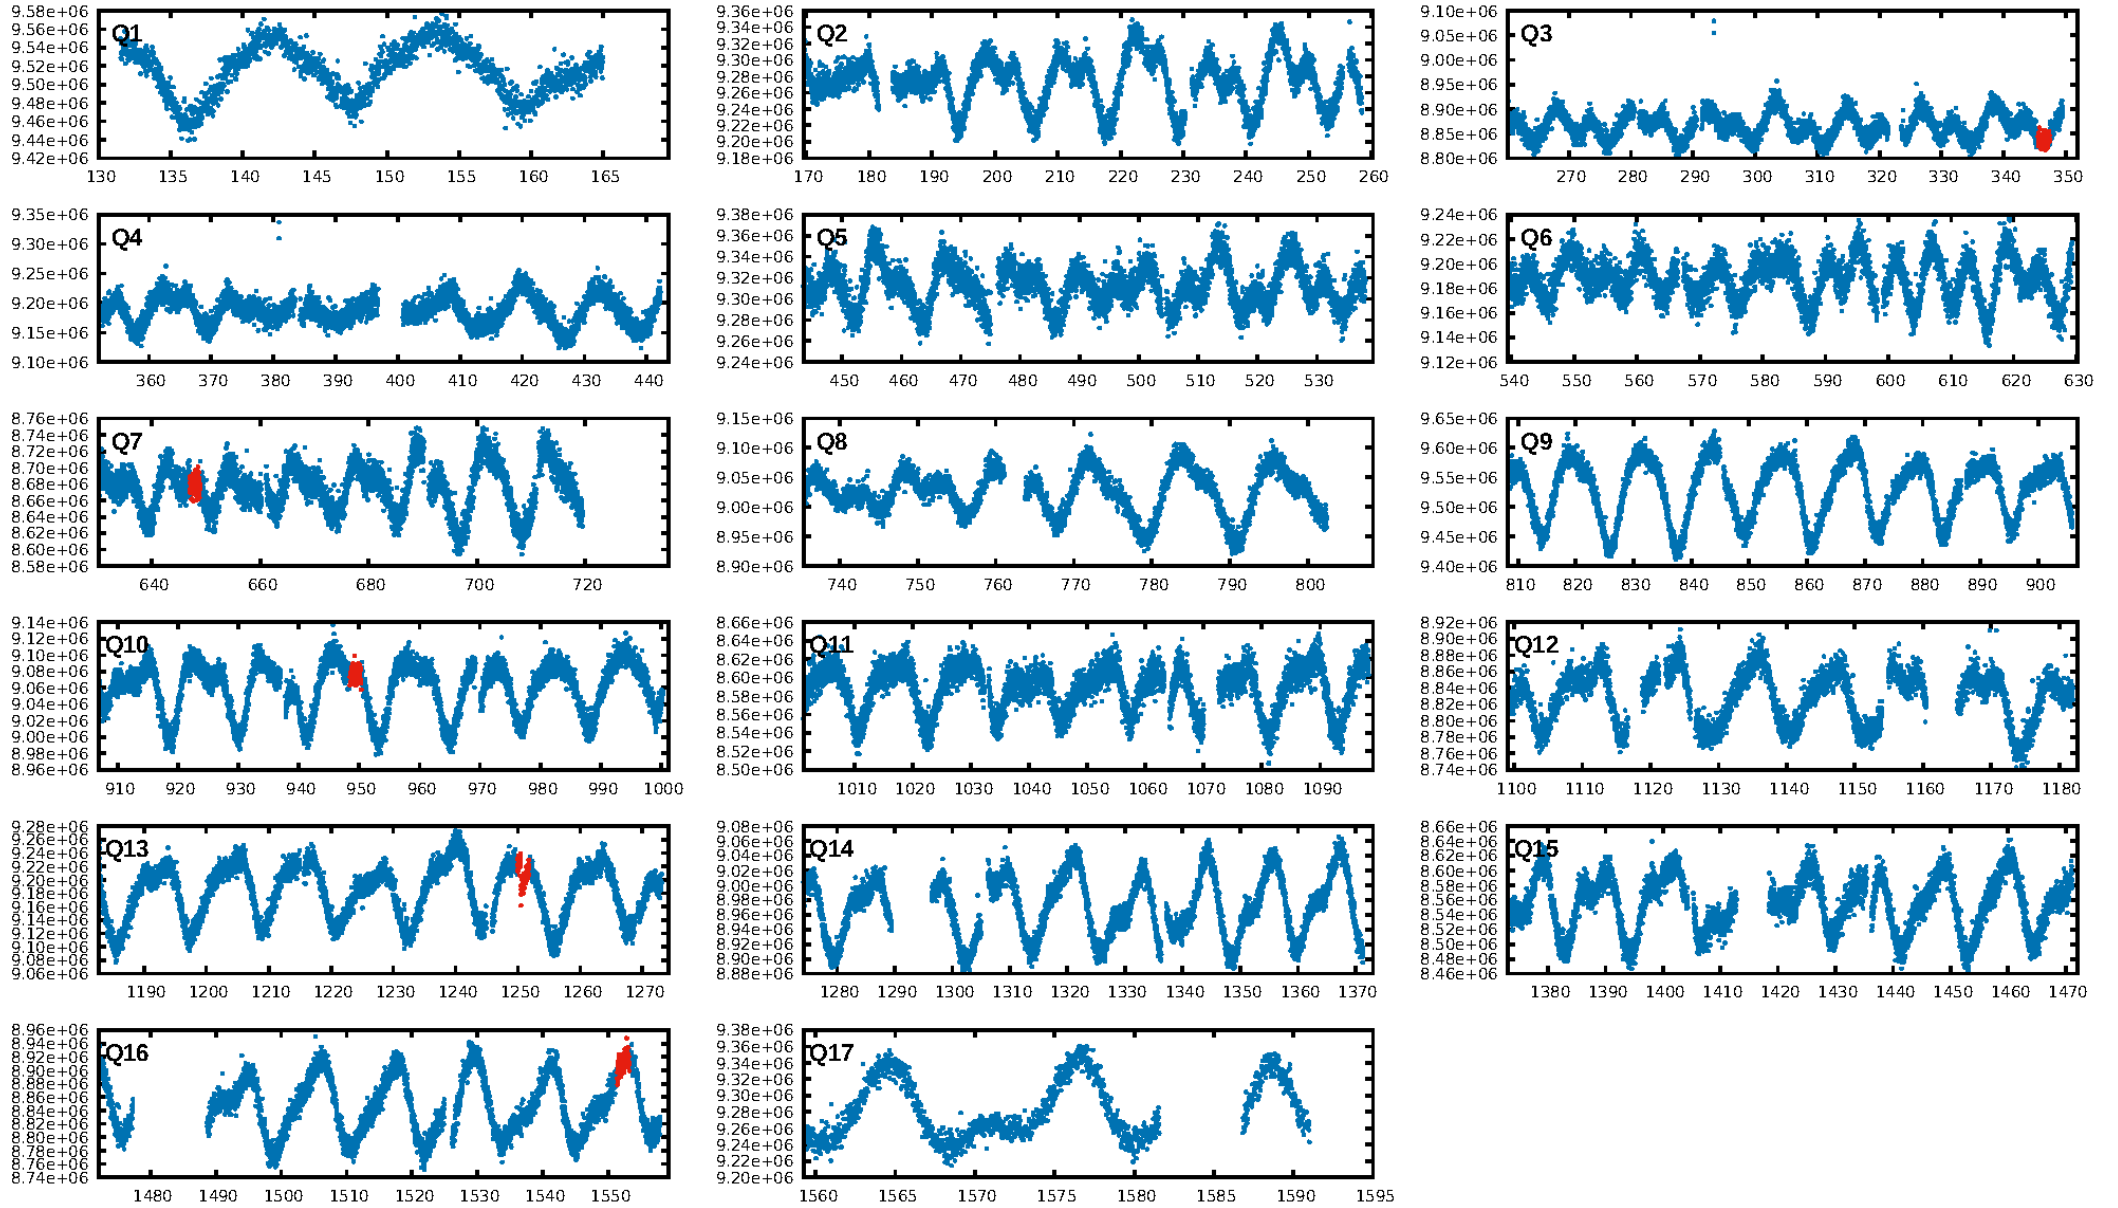 Q1
9.58e+06
9.56e+06
9.54e+06
9.52e+06
9.50e+06
9.48e+06
9.46e+06
9.44e+06
9.42e+06
130 135 140 145 150 155 160 165
Q2
9.36e+06
9.34e+06
9.32e+06
9.30e+06
9.28e+06
9.26e+06
9.24e+06
9.22e+06
9.20e+06
9.18e+06
170 180 190 200 210 220 230 240 250 260
Q3
9.10e+06
9.05e+06
9.00e+06
8.95e+06
8.90e+06
8.85e+06
8.80e+06
270 280 290 300 310 320 330 340 350
Q4
9.35e+06
9.30e+06
9.25e+06
9.20e+06
9.15e+06
9.10e+06
360 370 380 390 400 410 420 430 440
Q5
9.38e+06
9.36e+06
9.34e+06
9.32e+06
9.30e+06
9.28e+06
9.26e+06
9.24e+06
450 460 470 480 490 500 510 520 530
Q6
9.24e+06
9.22e+06
9.20e+06
9.18e+06
9.16e+06
9.14e+06
9.12e+06
540 550 560 570 580 590 600 610 620 630
Q7
8.76e+06
8.74e+06
8.72e+06
8.70e+06
8.68e+06
8.66e+06
8.64e+06
8.62e+06
8.60e+06
8.58e+06
640 660 680 700 720
Q8
9.15e+06
9.10e+06
9.05e+06
9.00e+06
8.95e+06
8.90e+06
740 750 760 770 780 790 800
Q9
9.65e+06
9.60e+06
9.55e+06
9.50e+06
9.45e+06
9.40e+06
810 820 830 840 850 860 870 880 890 900
Q10
9.14e+06
9.12e+06
9.10e+06
9.08e+06
9.06e+06
9.04e+06
9.02e+06
9.00e+06
8.98e+06
8.96e+06
910 920 930 940 950 960 970 980 990 1000
Q11
8.66e+06
8.64e+06
8.62e+06
8.60e+06
8.58e+06
8.56e+06
8.54e+06
8.52e+06
8.50e+06
1010 1020 1030 1040 1050 1060 1070 1080 1090
Q12
8.92e+06
8.90e+06
8.88e+06
8.86e+06
8.84e+06
8.82e+06
8.80e+06
8.78e+06
8.76e+06
8.74e+06
1100 1110 1120 1130 1140 1150 1160 1170 1180
Q13
9.28e+06
9.26e+06
9.24e+06
9.22e+06
9.20e+06
9.18e+06
9.16e+06
9.14e+06
9.12e+06
9.10e+06
9.08e+06
9.06e+06
1190 1200 1210 1220 1230 1240 1250 1260 1270
Q14
9.08e+06
9.06e+06
9.04e+06
9.02e+06
9.00e+06
8.98e+06
8.96e+06
8.94e+06
8.92e+06
8.90e+06
8.88e+06
1280 1290 1300 1310 1320 1330 1340 1350 1360 1370
Q15
8.66e+06
8.64e+06
8.62e+06
8.60e+06
8.58e+06
8.56e+06
8.54e+06
8.52e+06
8.50e+06
8.48e+06
8.46e+06
1380 1390 1400 1410 1420 1430 1440 1450 1460 1470
Q16
8.96e+06
8.94e+06
8.92e+06
8.90e+06
8.88e+06
8.86e+06
8.84e+06
8.82e+06
8.80e+06
8.78e+06
8.76e+06
8.74e+06
1480 1490 1500 1510 1520 1530 1540 1550
Q17
9.38e+06
9.36e+06
9.34e+06
9.32e+06
9.30e+06
9.28e+06
9.26e+06
9.24e+06
9.22e+06
9.20e+06
1560 1565 1570 1575 1580 1585 1590 1595